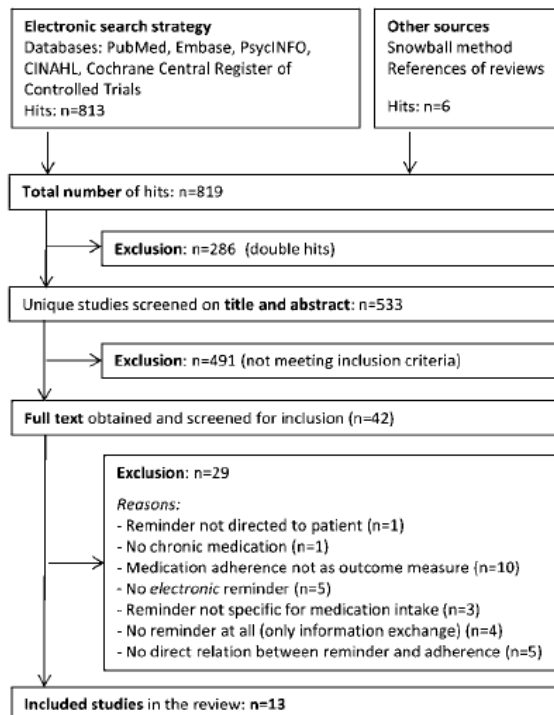 Electronic search strategy
Databases: PubMed, Embase, PsycINFO,
CINAHL, Cochrane Central Register of
Controlled Trials
Hits: n=813
Other sources
Snowball method
References of reviews
Hits: n=6
Total number of hits: n=819
Exclusion: n=286 (double hits)
Unique studies screened on title and abstract: n=533
Exclusion: n=491 (not meeting inclusion criteria)
Full text obtained and screened for inclusion (n=42)
Exclusion: n=29
Reasons:
- Reminder not directed to patient (n=1)
- No chronic medication (n=1)
- Medication adherence not as outcome measure (n=10)
- No electronic reminder (n=5)
- Reminder not specific for medication intake (n=3)
- No reminder at all (only information exchange) (n=4)
- No direct relation between reminder and adherence (n=5)
Included studies in the review: n=13